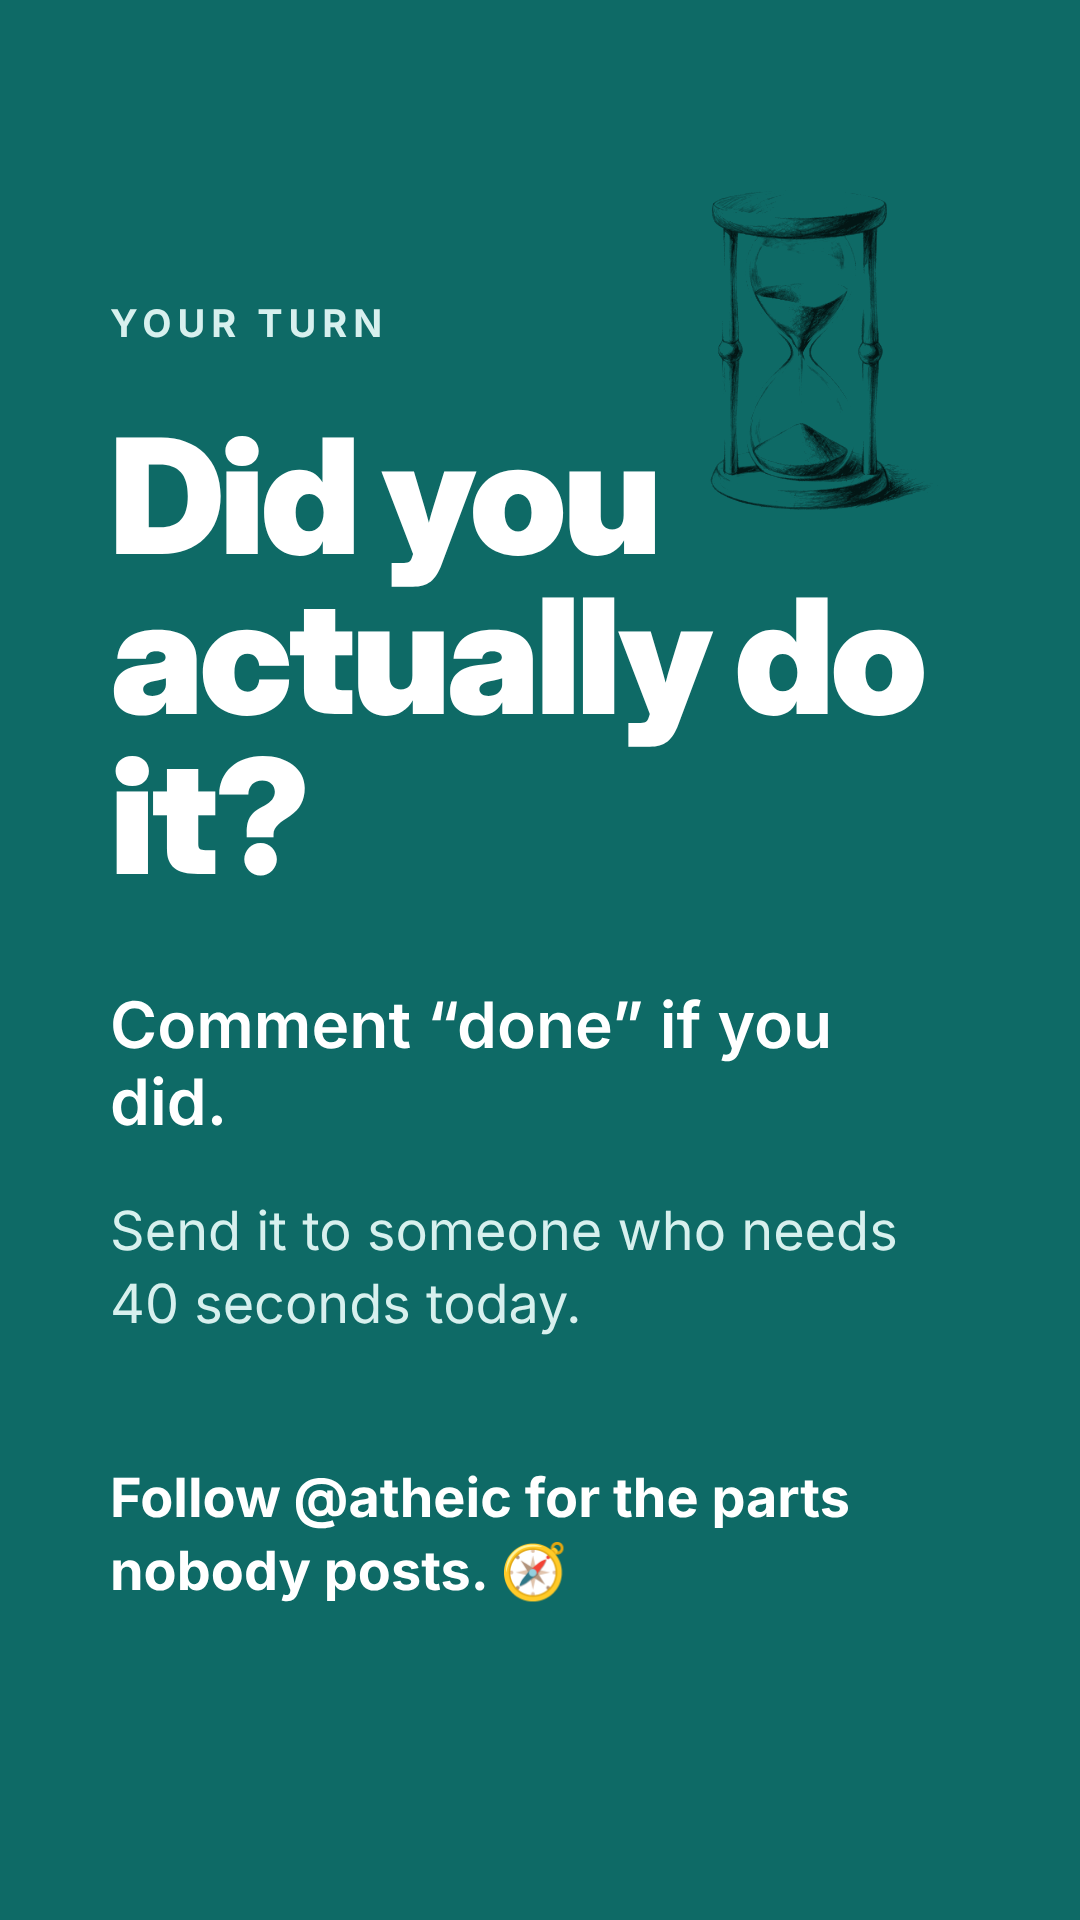 YOUR TURN
Did you
actually do
it?
Comment “done” if you
did.
Send it to someone who needs
40 seconds today.
Follow @atheic for the parts
nobody posts. 🧭